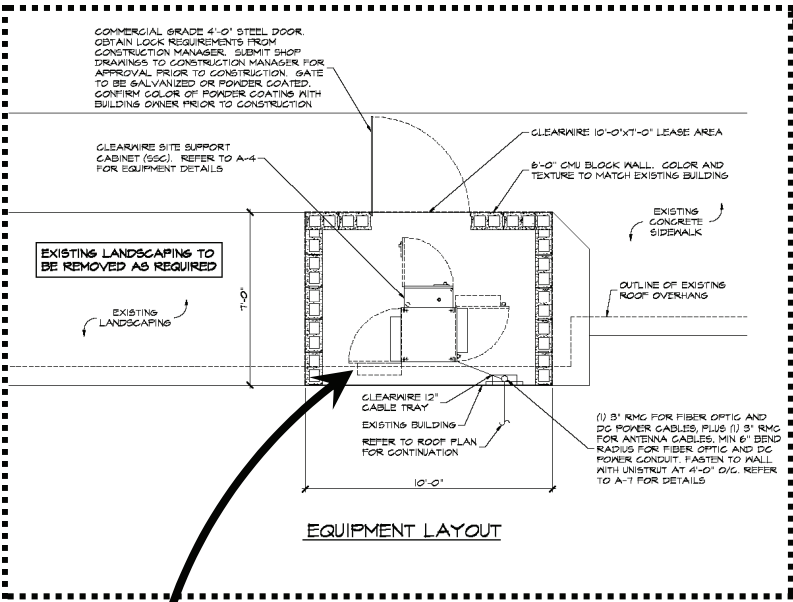 COMMERCIAL GRADE 4'-0" STEEL DOOR.
OBTAIN LOCK REQUIREMENTS FROM
CONSTRUCTION MANAGER. SUBMIT SHOP
DRAWINGS TO CONSTRUCTION MANAGER FOR
APPROVAL PRIOR TO CONSTRUCTION. GATE
TO BE GALVANIZED OR POWDER COATED.
CONFIRM COLOR OF POWDER COATING WITH
BUILDING OWNER PRIOR TO CONSTRUCTION
CLEARWIRE 10'-0"x7'-0" LEASE AREA
CLEARWIRE SITE SUPPORT
CABINET (SSC). REFER TO A-4
FOR EQUIPMENT DETAILS
6'-0" CMU BLOCK WALL. COLOR AND
TEXTURE TO MATCH EXISTING BUILDING
EXISTING
CONCRETE
SIDEWALK
EXISTING LANDSCAPING TO
BE REMOVED AS REQUIRED
7'-0"
OUTLINE OF EXISTING
ROOF OVERHANG
EXISTING
LANDSCAPING
CLEARWIRE 12"
CABLE TRAY
EXISTING BUILDING
REFER TO ROOF PLAN
FOR CONTINUATION
(1) 3" RMC FOR FIBER OPTIC AND
DC POWER CABLES, PLUS (1) 3" RMC
FOR ANTENNA CABLES. MIN 6" BEND
RADIUS FOR FIBER OPTIC AND DC
POWER CONDUIT. FASTEN TO WALL
WITH UNISTRUT AT 4'-0" O/C. REFER
TO A-7 FOR DETAILS
10'-0"
EQUIPMENT LAYOUT